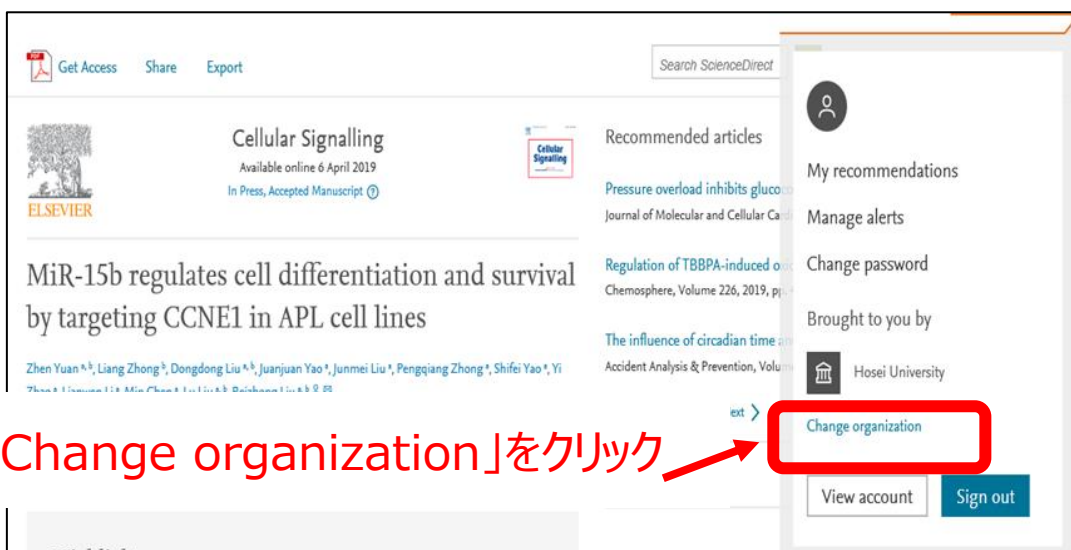 Get Access Share Export
Search ScienceDirect
Cellular Signalling
Available online 6 April 2019
In Press, Accepted Manuscript ?
ELSEVIER
Cellular
Signalling
MiR-15b regulates cell differentiation and survival
by targeting CCNE1 in APL cell lines
Zhen Yuan a, b, Liang Zhong b, Dongdong Liu a, b, Juanjuan Yao a, Junmei Liu a, Pengqiang Zhong a, Shifei Yao a, Yi
Recommended articles
Pressure overload inhibits
Journal of Molecular and Cellular
Regulation of TBBPA-induced
Chemosphere, Volume 226, 2019, pp.
The influence of circadian time
Accident Analysis & Prevention,
My recommendations
Manage alerts
Change password
Brought to you by
Hosei University
Change organization
View account Sign out
Change organization」をクリック